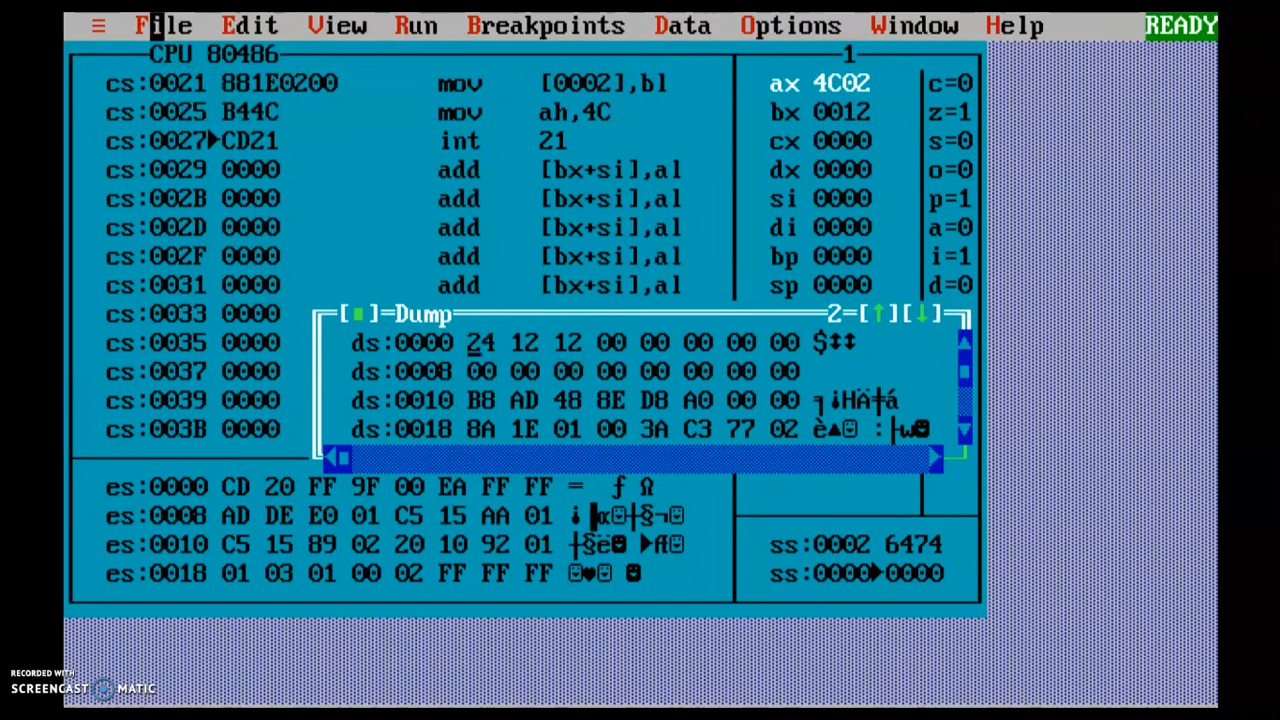 ≡ File Edit View Run Breakpoints Data Options Window Help READY
CPU 80486 1
cs:0021 881E0200 mov [0002],bl ax 4C02 c=0
cs:0025 B44C mov ah,4C bx 0012 z=1
cs:0027►CD21 int 21 cx 0000 s=0
cs:0029 0000 add [bx+si],al dx 0000 o=0
cs:002B 0000 add [bx+si],al si 0000 p=1
cs:002D 0000 add [bx+si],al di 0000 a=0
cs:002F 0000 add [bx+si],al bp 0000 i=1
cs:0031 0000 add [bx+si],al sp 0000 d=0
cs:0033 0000
cs:0035 0000
cs:0037 0000
cs:0039 0000
cs:003B 0000
[■]=Dump 2=[↑][↓]
ds:0000 24 12 12 00 00 00 00 00 $↕↕
ds:0008 00 00 00 00 00 00 00 00
ds:0010 B8 AD 48 8E D8 A0 00 00 ╕¡HÄ╪á
ds:0018 8A 1E 01 00 3A C3 77 02 è▲☺ :├w☻
es:0000 CD 20 FF 9F 00 EA FF FF = ƒ Ω
es:0008 AD DE E0 01 C5 15 AA 01 ¡▐α☺┼§¬☺
es:0010 C5 15 89 02 20 10 92 01 ┼§ë☻ ►Æ☺
es:0018 01 03 01 00 02 FF FF FF ☺♥☺ ☻
ss:0002 6474
ss:0000►0000
RECORDED WITH
SCREENCAST MATIC